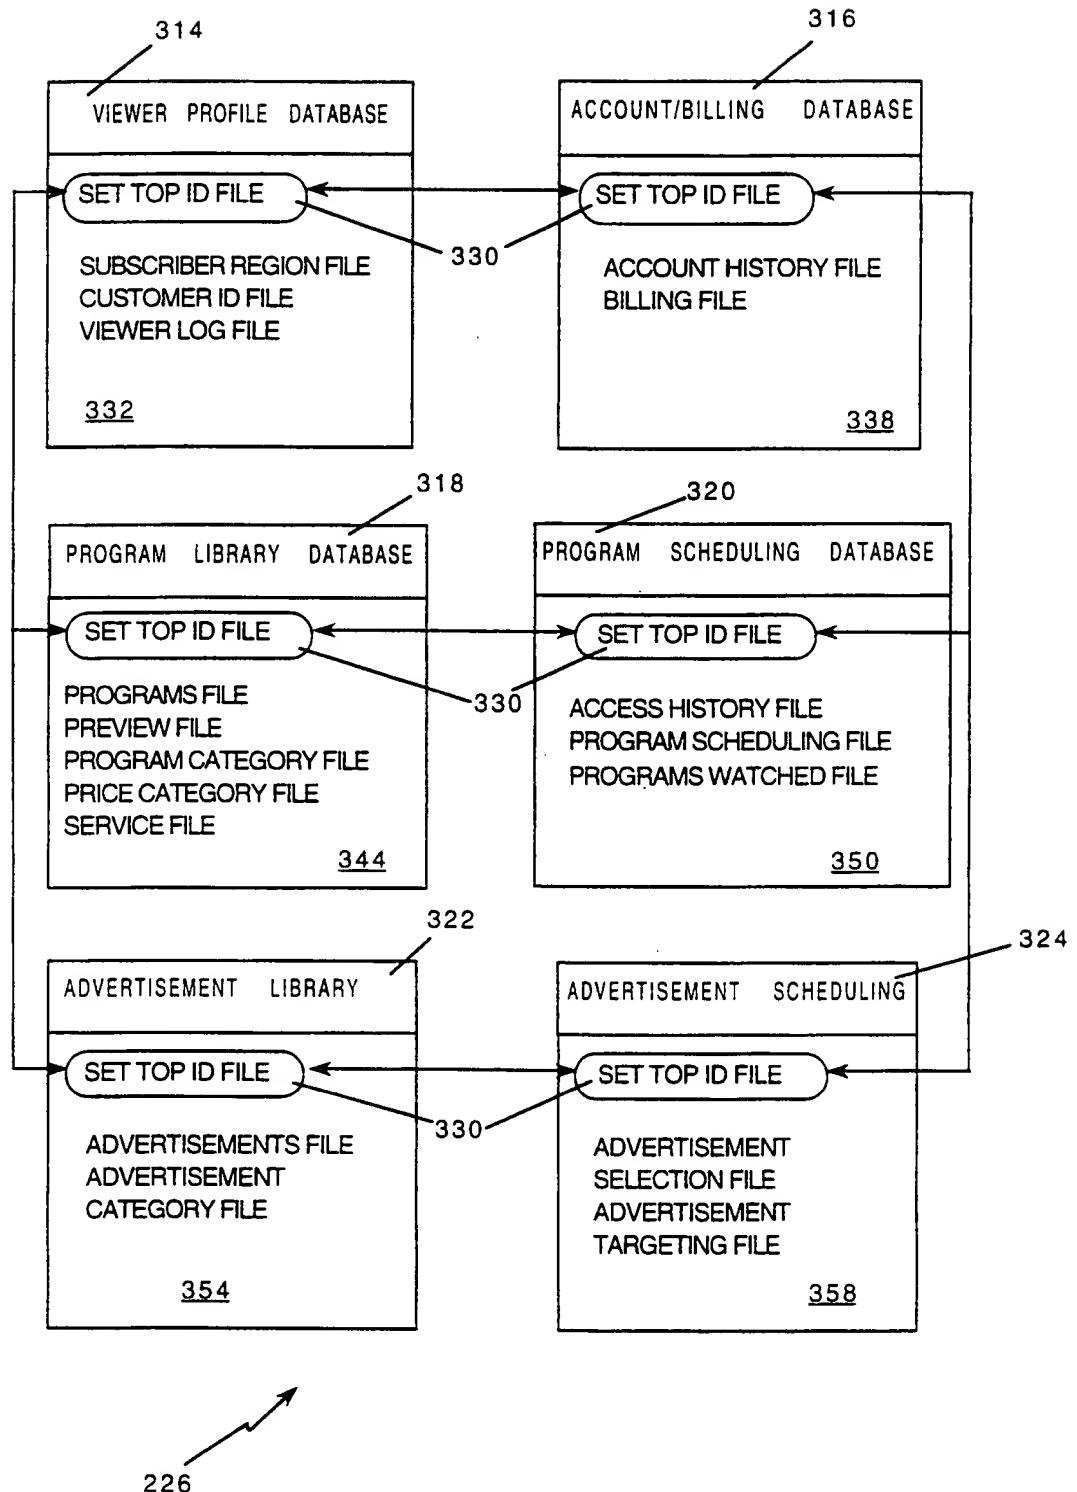 314
316
VIEWER PROFILE DATABASE
SET TOP ID FILE
SUBSCRIBER REGION FILE
CUSTOMER ID FILE
VIEWER LOG FILE
332
330
ACCOUNT/BILLING DATABASE
SET TOP ID FILE
ACCOUNT HISTORY FILE
BILLING FILE
338
318
320
PROGRAM LIBRARY DATABASE
SET TOP ID FILE
PROGRAMS FILE
PREVIEW FILE
PROGRAM CATEGORY FILE
PRICE CATEGORY FILE
SERVICE FILE
344
330
PROGRAM SCHEDULING DATABASE
SET TOP ID FILE
ACCESS HISTORY FILE
PROGRAM SCHEDULING FILE
PROGRAMS WATCHED FILE
350
322
324
ADVERTISEMENT LIBRARY
SET TOP ID FILE
ADVERTISEMENTS FILE
ADVERTISEMENT
CATEGORY FILE
354
330
ADVERTISEMENT SCHEDULING
SET TOP ID FILE
ADVERTISEMENT
SELECTION FILE
ADVERTISEMENT
TARGETING FILE
358
226